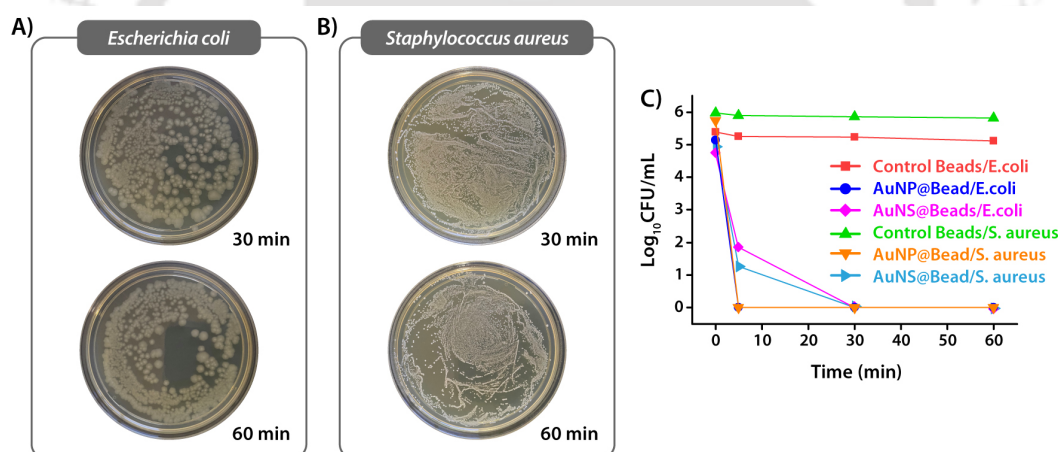 A)
Escherichia coli
30 min
60 min
B)
Staphylococcus aureus
30 min
60 min
C)
Log10CFU/mL
6
5
4
3
2
1
0
0 10 20 30 40 50 60
Time (min)
Control Beads/E.coli
AuNP@Bead/E.coli
AuNS@Beads/E.coli
Control Beads/S. aureus
AuNP@Bead/S. aureus
AuNS@Bead/S. aureus